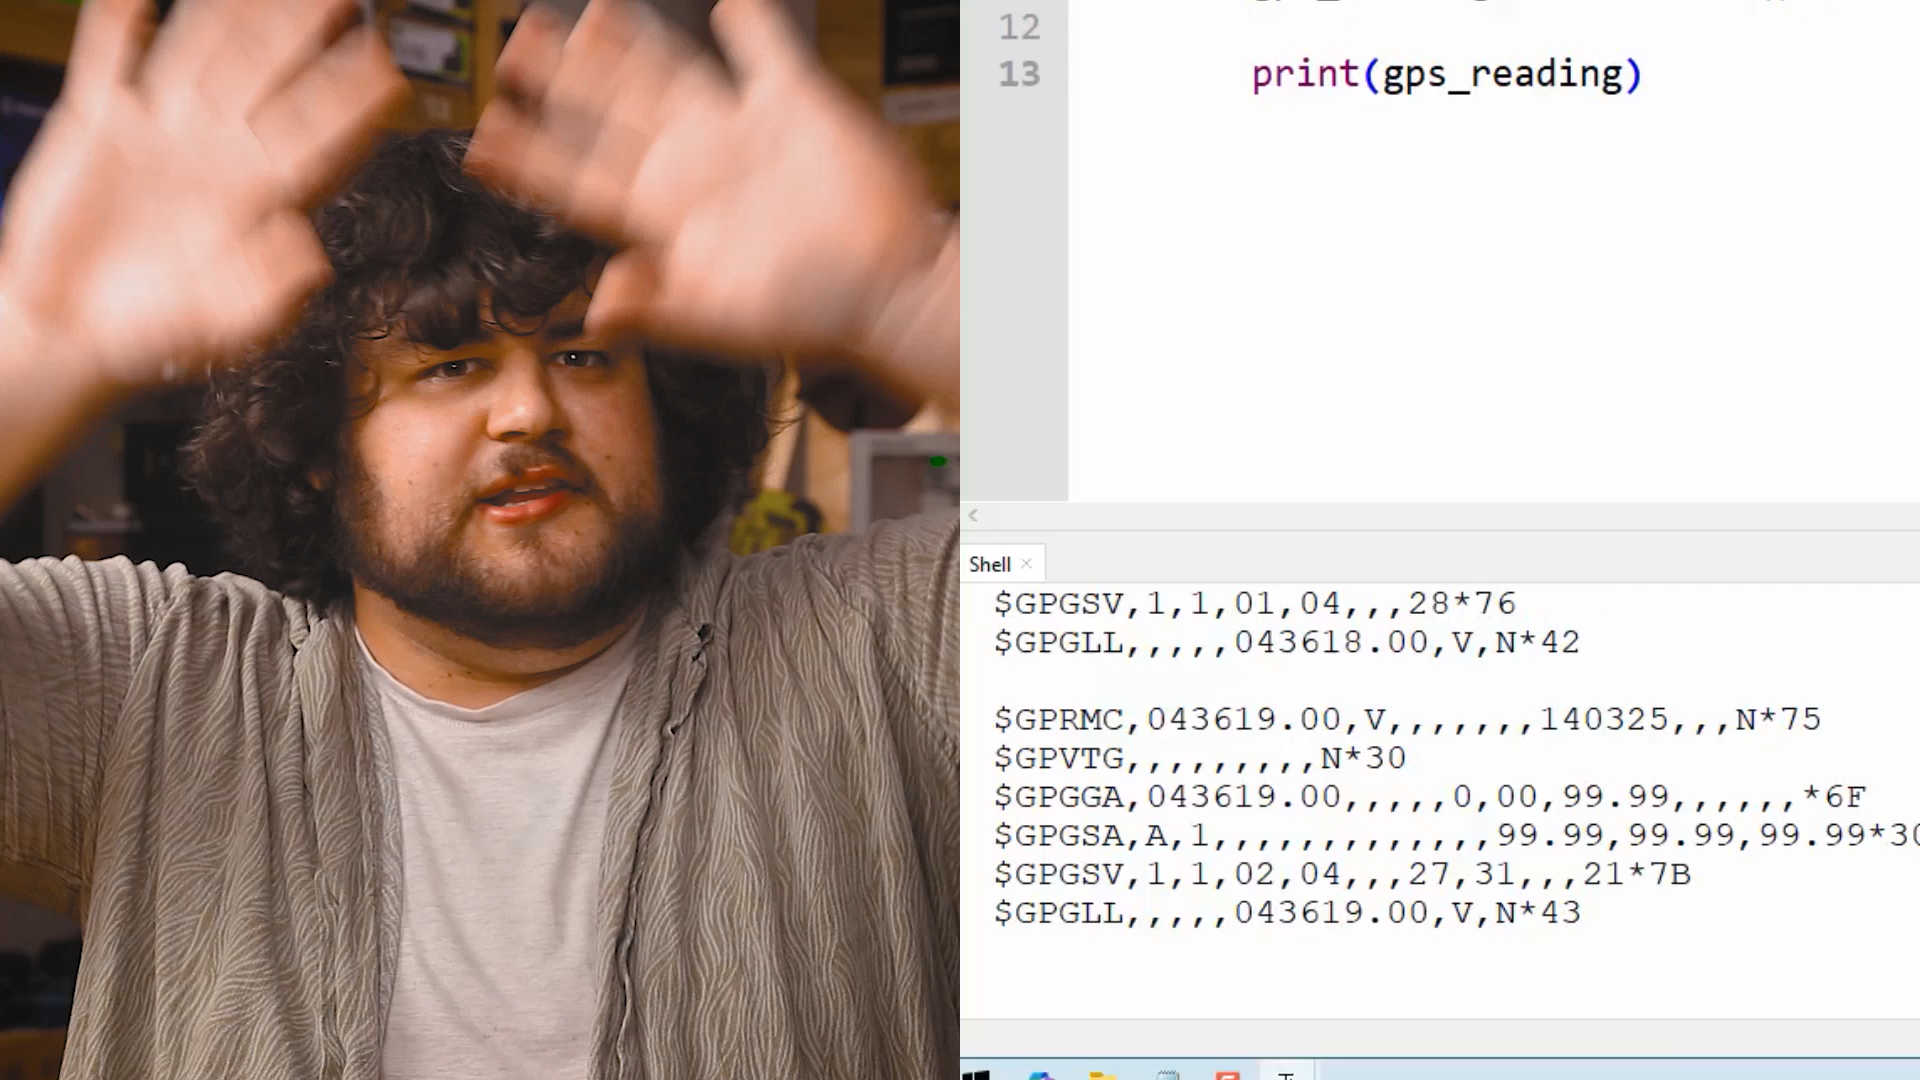 12
13 print(gps_reading)
Shell
$GPGSV,1,1,01,04,,,28*76
$GPGLL,,,,,043618.00,V,N*42
$GPRMC,043619.00,V,,,,,,,140325,,,N*75
$GPVTG,,,,,,,,,N*30
$GPGGA,043619.00,,,,,0,00,99.99,,,,,,*6F
$GPGSA,A,1,,,,,,,,,,,,,99.99,99.99,99.99*30
$GPGSV,1,1,02,04,,,27,31,,,21*7B
$GPGLL,,,,,043619.00,V,N*43